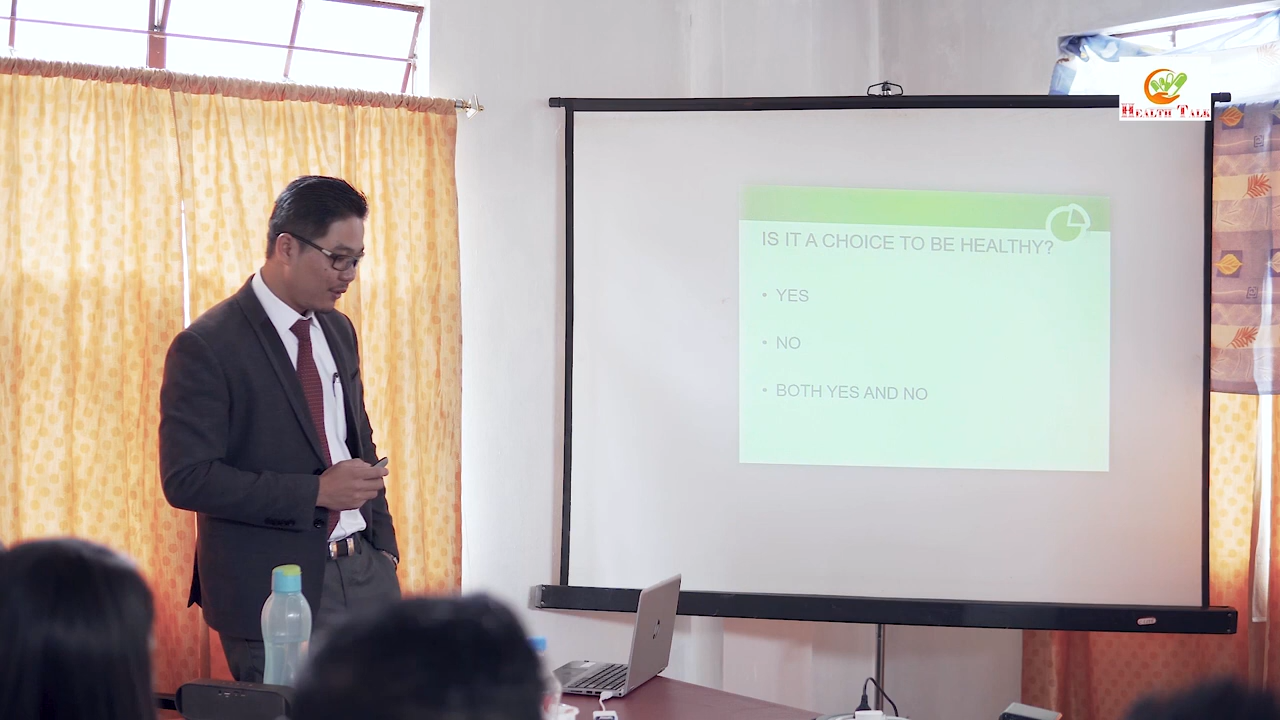 HEALTH TALK
IS IT A CHOICE TO BE HEALTHY?
• YES
• NO
• BOTH YES AND NO